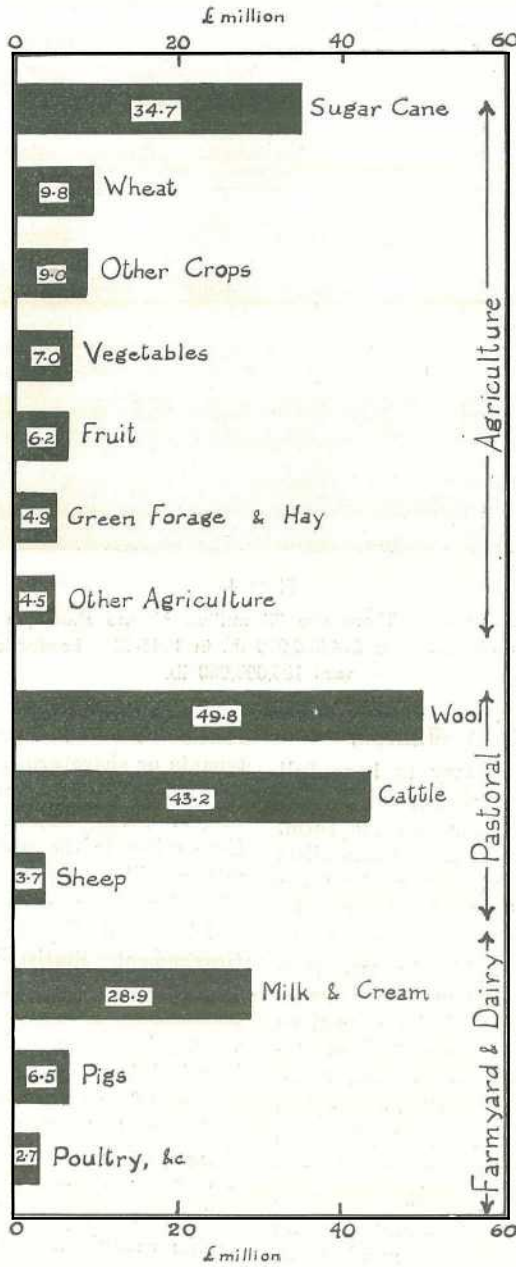 £ million
0 20 40 60
34.7 Sugar Cane
9.8 Wheat
9.0 Other Crops
7.0 Vegetables
6.2 Fruit
4.9 Green Forage & Hay
4.5 Other Agriculture
Agriculture
49.8 Wool
43.2 Cattle
3.7 Sheep
Pastoral
28.9 Milk & Cream
6.5 Pigs
2.7 Poultry, &c
Farmyard & Dairy
0 20 40 60
£ million